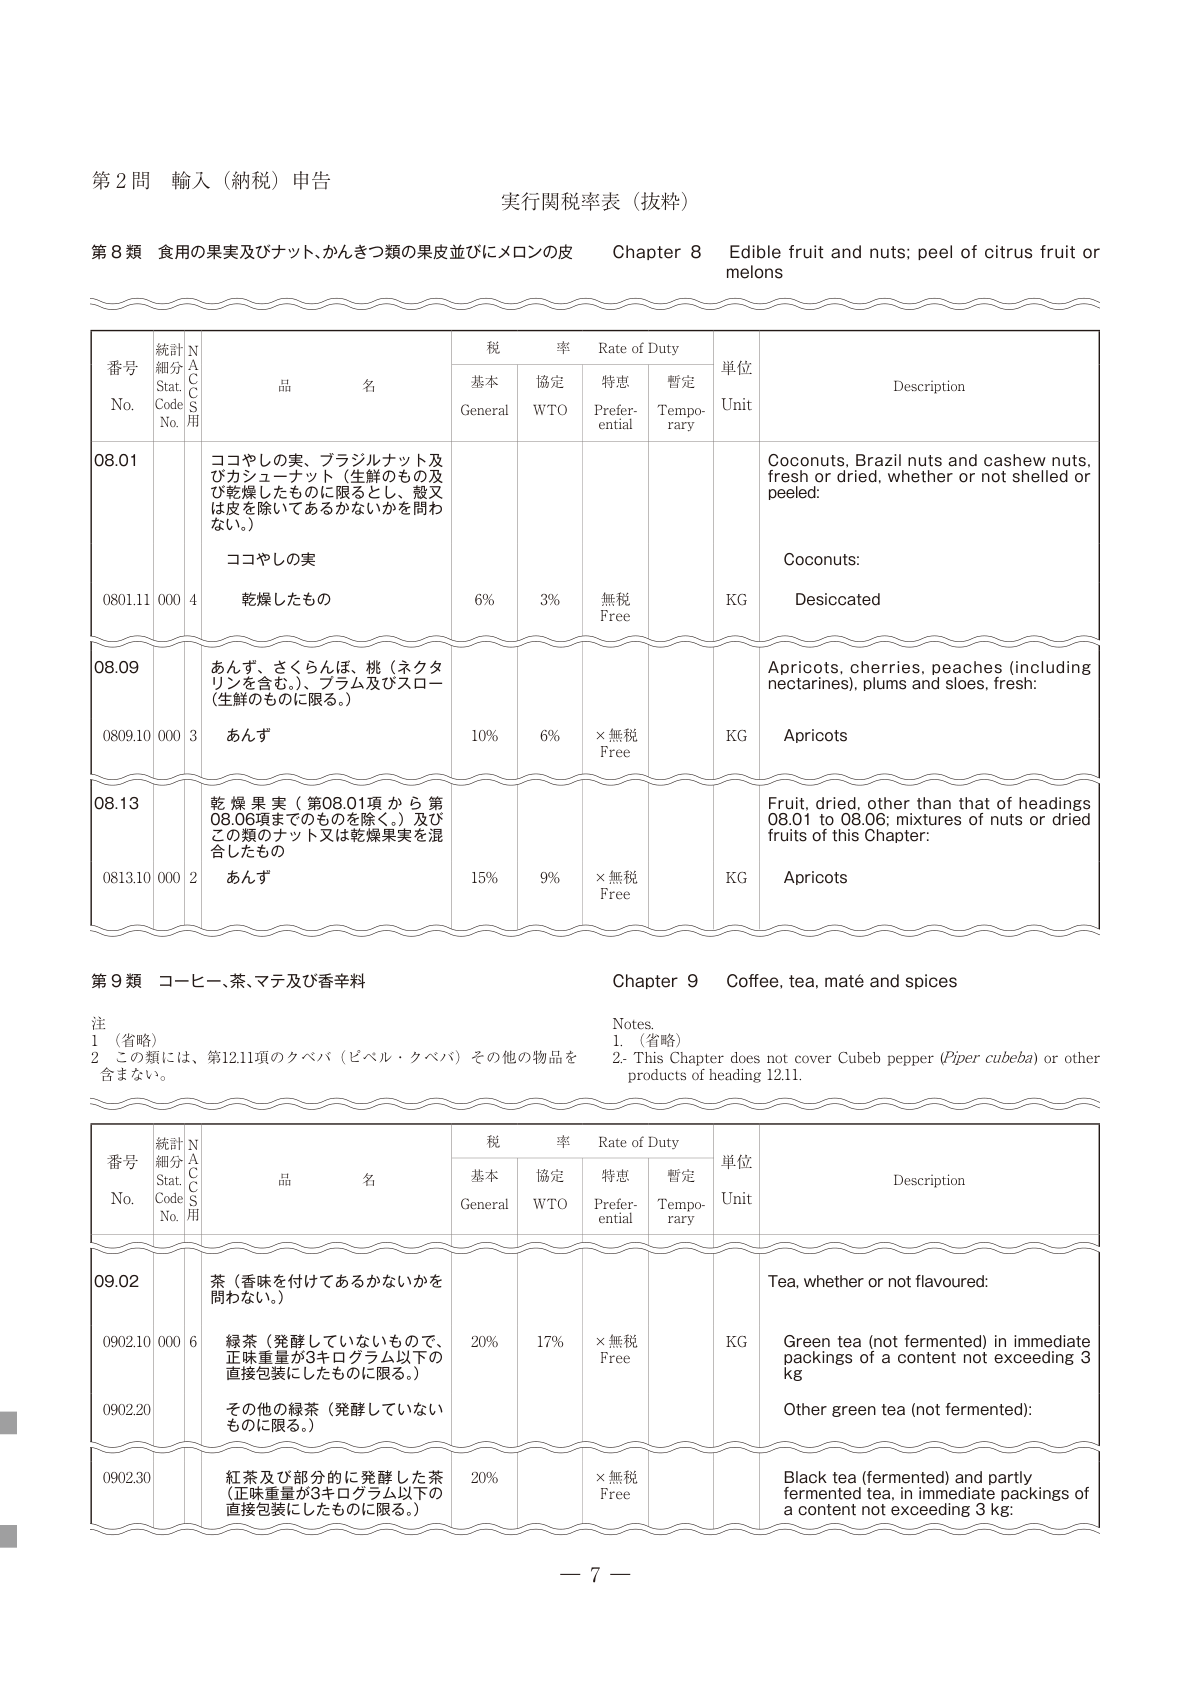 第２問　輸入（納税）申告
実行関税率表（抜粋）
第８類　食用の果実及びナット、かんきつ類の果皮並びにメロンの皮
Chapter 8　Edible fruit and nuts; peel of citrus fruit or
melons
番号
No.
統計
細分
Stat.
Code
No.
NACCS用
品　　　　名
税　　　率　Rate of Duty
基本
General
協定
WTO
特恵
Prefer-
ential
暫定
Tempo-
rary
単位
Unit
Description
08.01
ココやしの実、ブラジルナット及
びカシューナット（生鮮のもの及
び乾燥したものに限るとし、殻又
は皮を除いてあるかないかを問わ
ない。）
Coconuts, Brazil nuts and cashew nuts,
fresh or dried, whether or not shelled or
peeled:
ココやしの実
Coconuts:
0801.11 000 4 乾燥したもの 6% 3% 無税 KG Desiccated
Free
08.09
あんず、さくらんぼ、桃（ネクタ
リンを含む。）、プラム及びスロー
（生鮮のものに限る。）
Apricots, cherries, peaches (including
nectarines), plums and sloes, fresh:
0809.10 000 3 あんず 10% 6% ×無税 KG Apricots
Free
08.13
乾燥果実（第08.01項から第
08.06項までのものを除く。）及び
この類のナット又は乾燥果実を混
合したもの
Fruit, dried, other than that of headings
08.01 to 08.06; mixtures of nuts or dried
fruits of this Chapter:
0813.10 000 2 あんず 15% 9% ×無税 KG Apricots
Free
第９類　コーヒー、茶、マテ及び香辛料
Chapter 9　Coffee, tea, maté and spices
注
1　（省略）
2　この類には、第12.11項のクベバ（ピペル・クベバ）その他の物品を
含まない。
Notes.
1. （省略）
2.- This Chapter does not cover Cubeb pepper (Piper cubeba) or other
products of heading 12.11.
番号
No.
統計
細分
Stat.
Code
No.
NACCS用
品　　　　名
税　　　率　Rate of Duty
基本
General
協定
WTO
特恵
Prefer-
ential
暫定
Tempo-
rary
単位
Unit
Description
09.02
茶（香味を付けてあるかないかを
問わない。）
Tea, whether or not flavoured:
0902.10 000 6
緑茶（発酵していないもので、
正味重量が3キログラム以下の
直接包装にしたものに限る。）
20% 17% ×無税 KG
Free
Green tea (not fermented) in immediate
packings of a content not exceeding 3
kg
0902.20
その他の緑茶（発酵していない
ものに限る。）
Other green tea (not fermented):
0902.30
紅茶及び部分的に発酵した茶
（正味重量が3キログラム以下の
直接包装にしたものに限る。）
20% ×無税
Free
Black tea (fermented) and partly
fermented tea, in immediate packings of
a content not exceeding 3 kg:
— 7 —